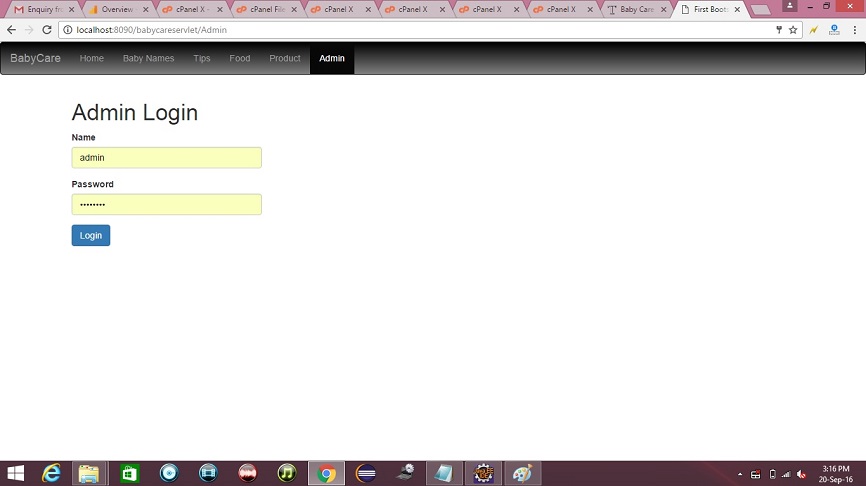 Enquiry fro
Overview
cPanel X -
cPanel File
cPanel X
cPanel X
cPanel X
cPanel X
Baby Care
First Boots
localhost:8090/babycareservlet/Admin
BabyCare Home Baby Names Tips Food Product Admin
Admin Login
Name
admin
Password
••••••••
Login
3:16 PM
20-Sep-16